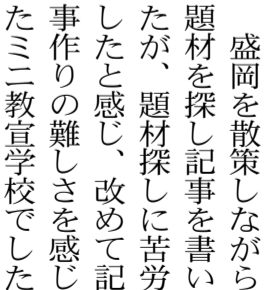 盛岡を散策しながら
題材を探し記事を書い
たが、題材探しに苦労
したと感じ、改めて記
事作りの難しさを感じ
たミニ教宣学校でした